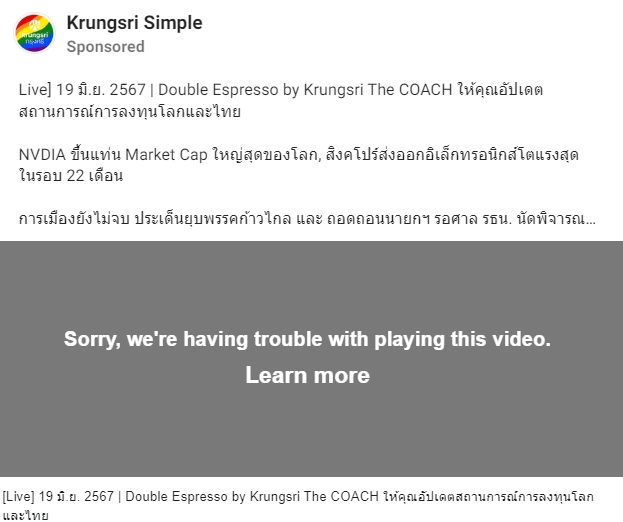 krungsri
กรุงศรี
Krungsri Simple
Sponsored
Live] 19 มิ.ย. 2567 | Double Espresso by Krungsri The COACH ให้คุณอัปเดต
สถานการณ์การลงทุนโลกและไทย
NVDIA ขึ้นแท่น Market Cap ใหญ่สุดของโลก, สิงคโปร์ส่งออกอิเล็กทรอนิกส์โตแรงสุด
ในรอบ 22 เดือน
การเมืองยังไม่จบ ประเด็นยุบพรรคก้าวไกล และ ถอดถอนนายกฯ รอศาล รธน. นัดพิจารณ...
Sorry, we're having trouble with playing this video.
Learn more
[Live] 19 มิ.ย. 2567 | Double Espresso by Krungsri The COACH ให้คุณอัปเดตสถานการณ์การลงทุนโลก
และไทย